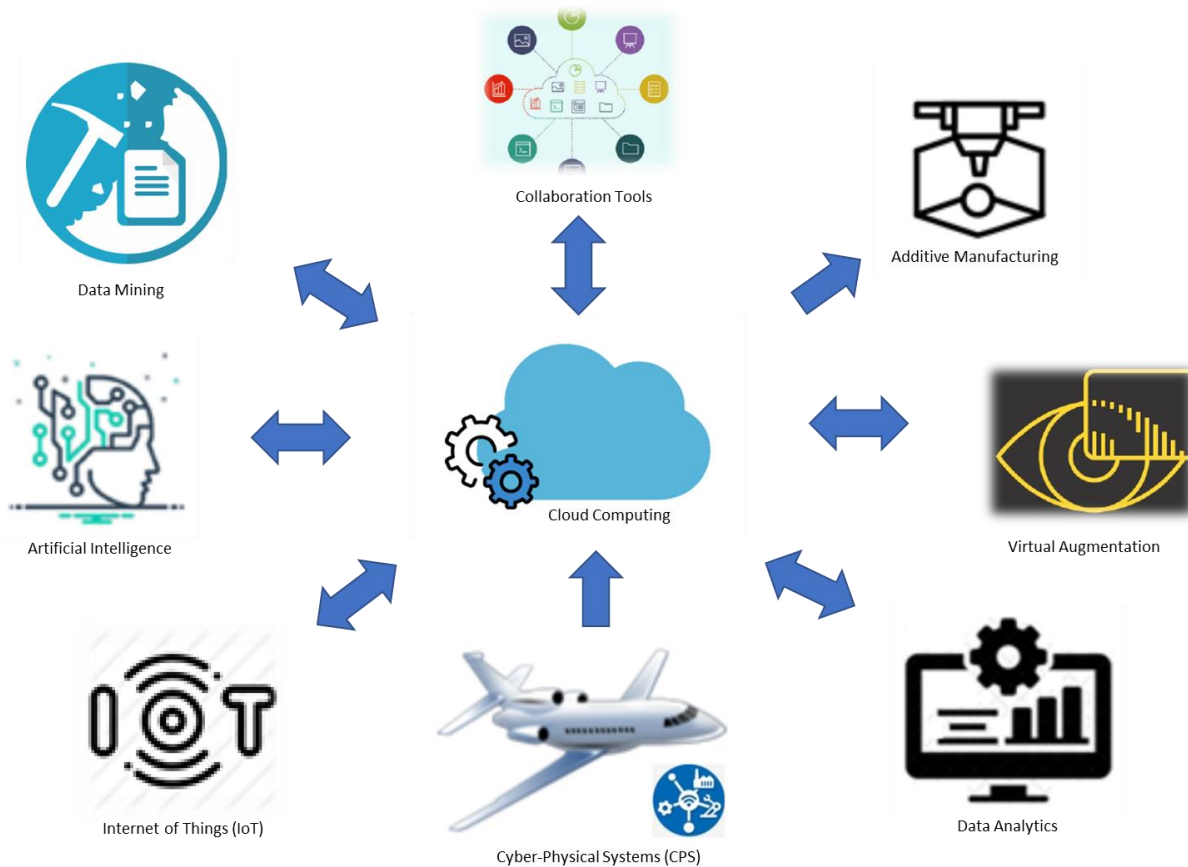 Collaboration Tools
Additive Manufacturing
Data Mining
Cloud Computing
Artificial Intelligence
Virtual Augmentation
IoT
Internet of Things (IoT)
Data Analytics
Cyber-Physical Systems (CPS)